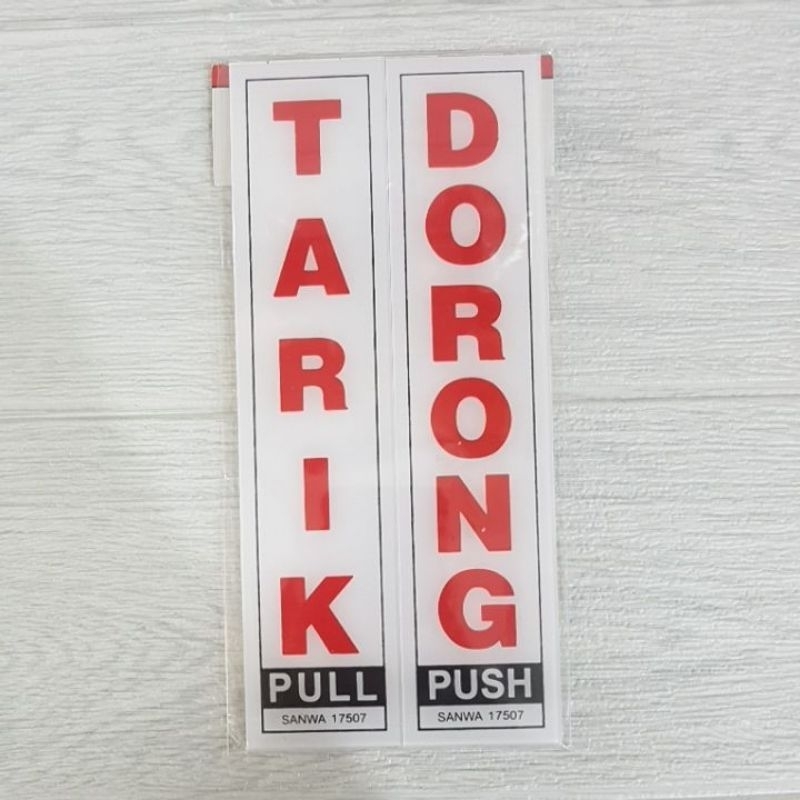 TARIK
PULL
SANWA 17507
DORONG
PUSH
SANWA 17507